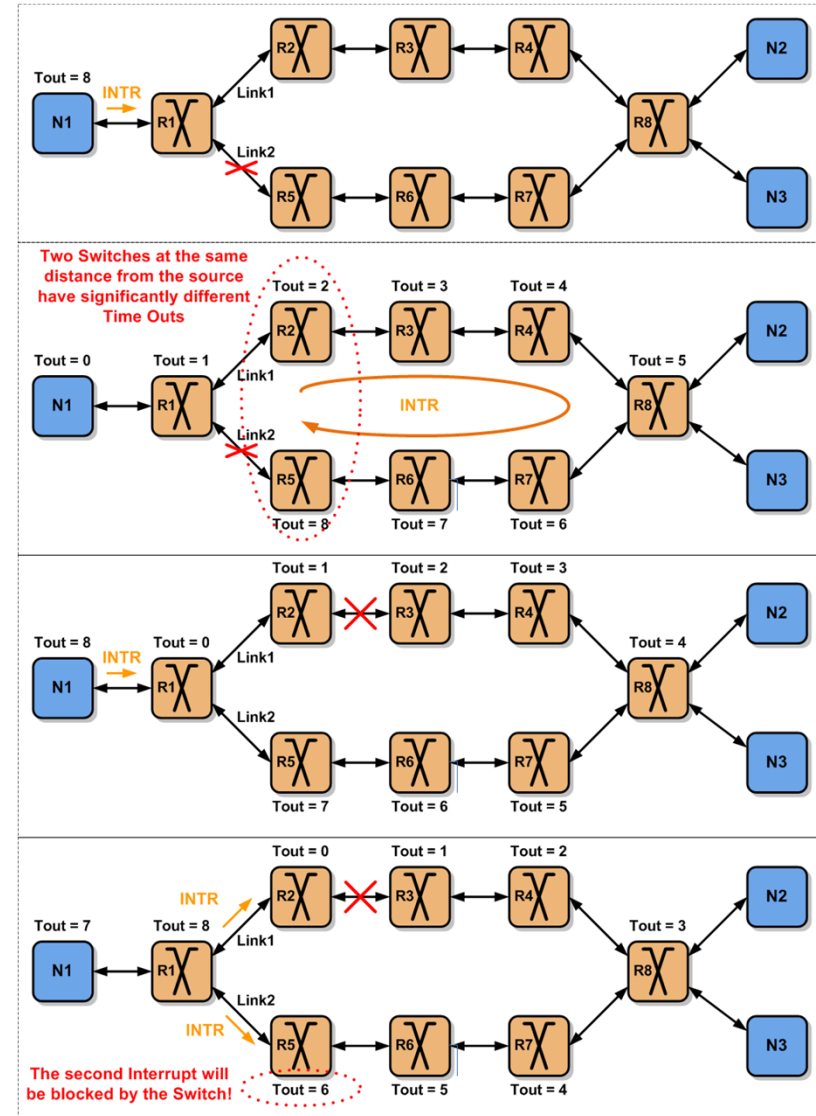 R2
R3
R4
N2
Tout = 8
INTR
Link1
N1
R1
R8
Link2
R5
R6
R7
N3
Two Switches at the same
distance from the source
have significantly different
Time Outs
Tout = 2
Tout = 3
Tout = 4
R2
R3
R4
N2
Tout = 0
Tout = 1
Tout = 5
Link1
N1
R1
INTR
R8
Link2
R5
R6
R7
N3
Tout = 8
Tout = 7
Tout = 6
Tout = 1
Tout = 2
Tout = 3
R2
R3
R4
N2
Tout = 8
INTR
Tout = 0
Tout = 4
Link1
N1
R1
R8
Link2
R5
R6
R7
N3
Tout = 7
Tout = 6
Tout = 5
Tout = 0
Tout = 1
Tout = 2
R2
R3
R4
N2
INTR
Tout = 7
Tout = 8
Tout = 3
Link1
N1
R1
R8
Link2
INTR
R5
R6
R7
N3
The second Interrupt will
be blocked by the Switch!
Tout = 6
Tout = 5
Tout = 4